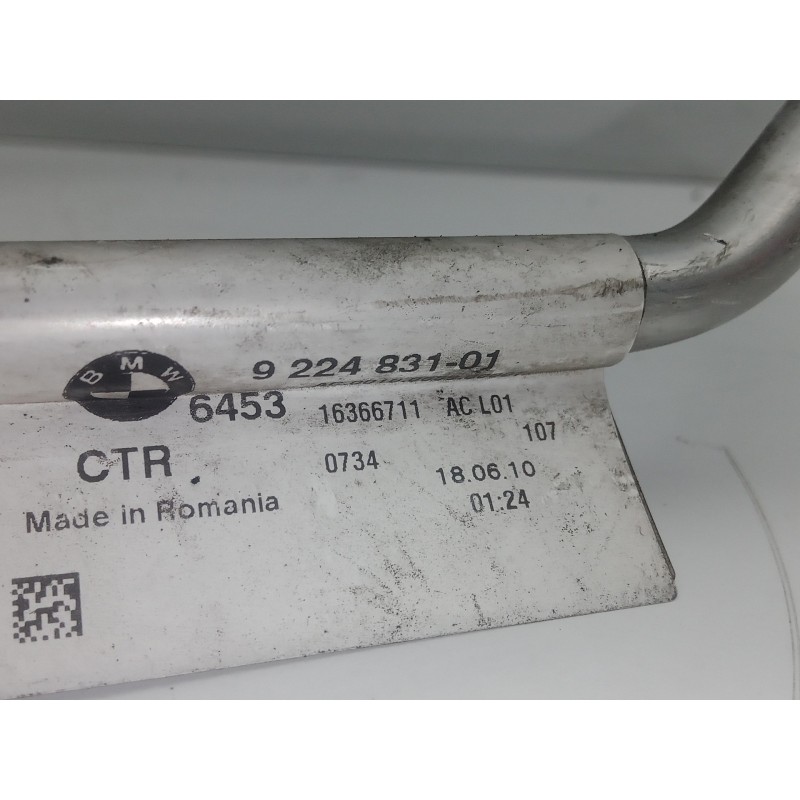 BMW 9 224 831-01
6453 16366711 AC L01
107
CTR 0734 18.06.10
Made in Romania 01:24